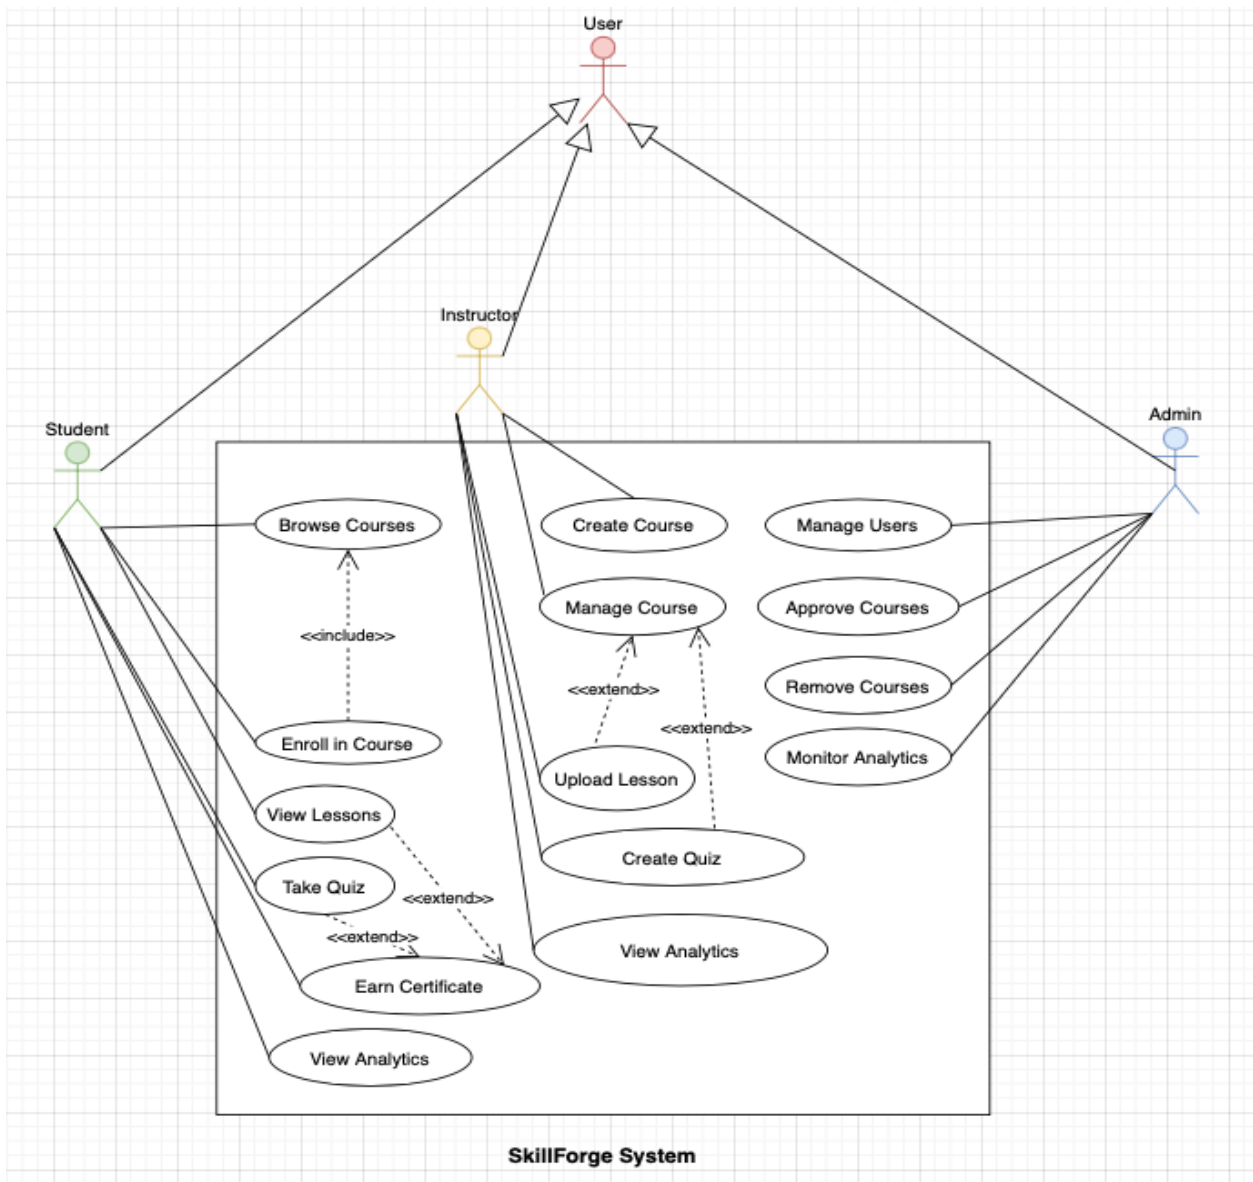 User
Instructor
Student
Admin
Browse Courses
Create Course
Manage Users
Manage Course
Approve Courses
<<include>>
<<extend>>
Remove Courses
<<extend>>
Enroll in Course
Monitor Analytics
Upload Lesson
View Lessons
Create Quiz
Take Quiz
<<extend>>
<<extend>>
View Analytics
Earn Certificate
View Analytics
SkillForge System